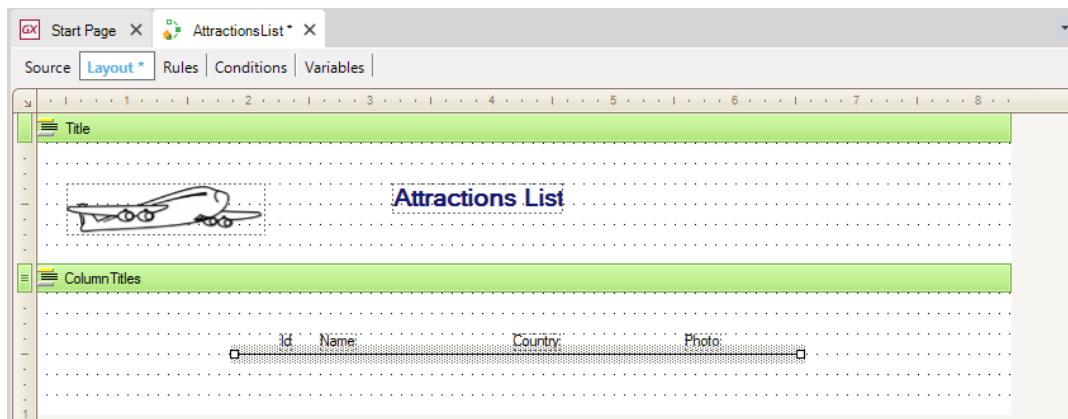 GX Start Page AttractionsList *
Source Layout * Rules Conditions Variables
1 2 3 4 5 6 7 8
Title
Attractions List
ColumnTitles
Id: Name: Country: Photo:
1